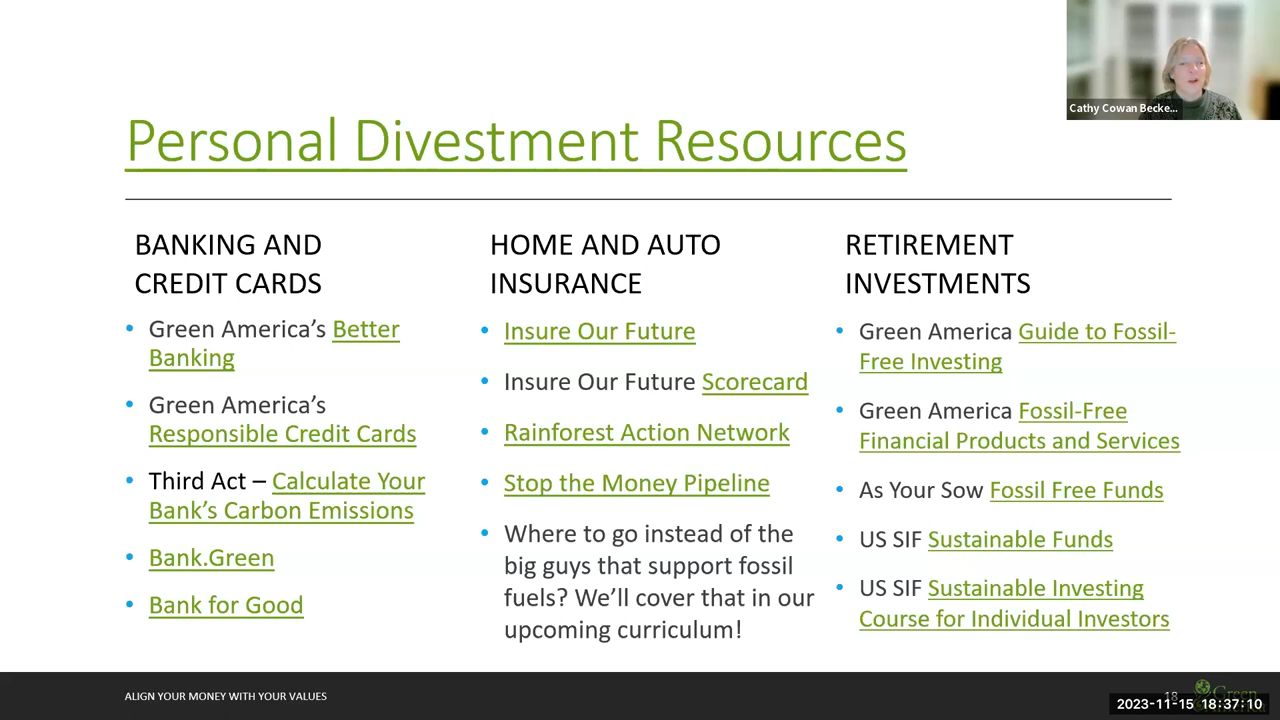 Cathy Cowan Becke...
Personal Divestment Resources
BANKING AND
CREDIT CARDS
• Green America's Better
Banking
• Green America's
Responsible Credit Cards
• Third Act – Calculate Your
Bank's Carbon Emissions
• Bank.Green
• Bank for Good
HOME AND AUTO
INSURANCE
• Insure Our Future
• Insure Our Future Scorecard
• Rainforest Action Network
• Stop the Money Pipeline
• Where to go instead of the
big guys that support fossil
fuels? We'll cover that in our
upcoming curriculum!
RETIREMENT
INVESTMENTS
• Green America Guide to Fossil-
Free Investing
• Green America Fossil-Free
Financial Products and Services
• As Your Sow Fossil Free Funds
• US SIF Sustainable Funds
• US SIF Sustainable Investing
Course for Individual Investors
ALIGN YOUR MONEY WITH YOUR VALUES
18
Green
2023-11-15 18:37:10